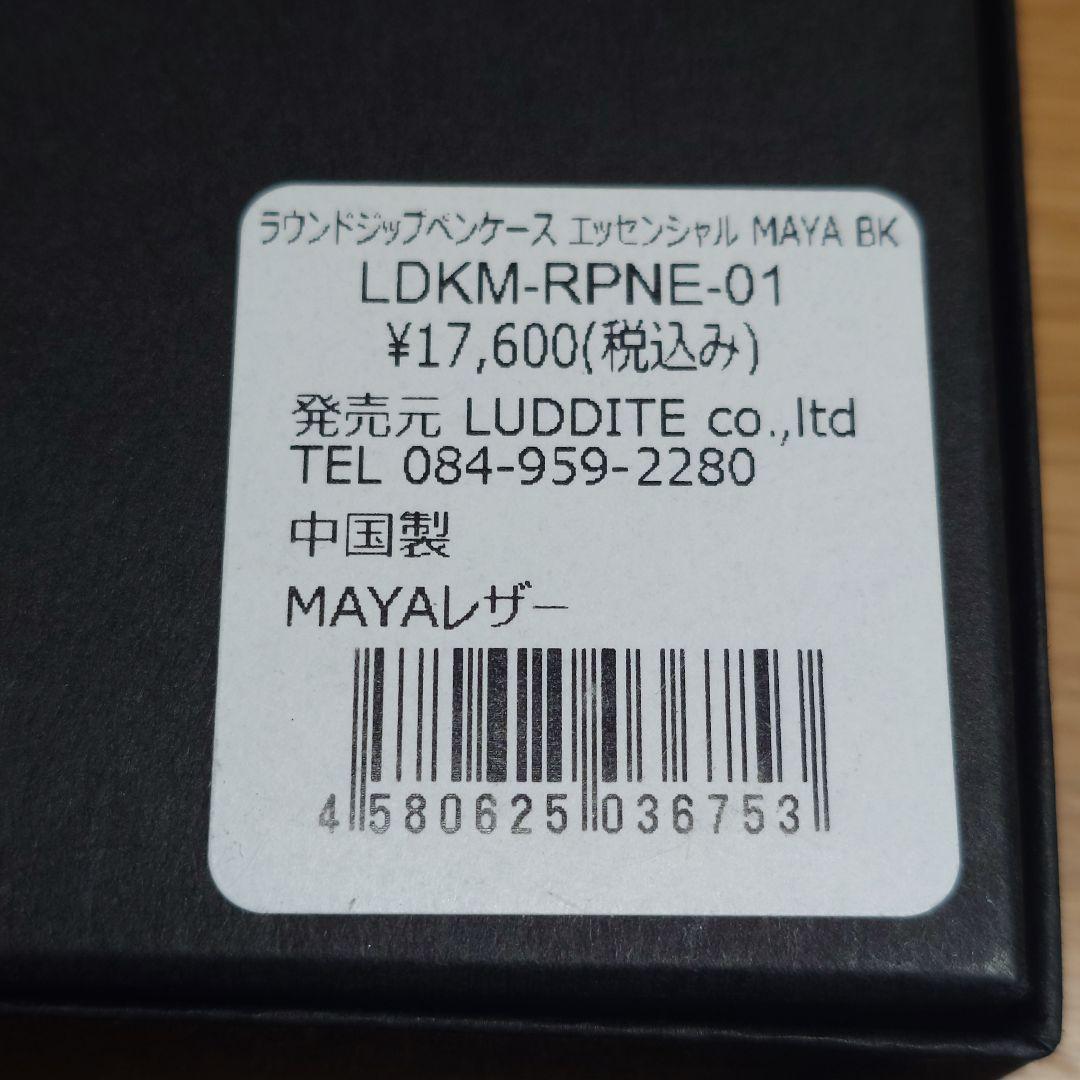 ラウンドジップペンケース エッセンシャル MAYA BK
LDKM-RPNE-01
¥17,600(税込み)
発売元 LUDDITE co.,ltd
TEL 084-959-2280
中国製
MAYAレザー
4580625036753